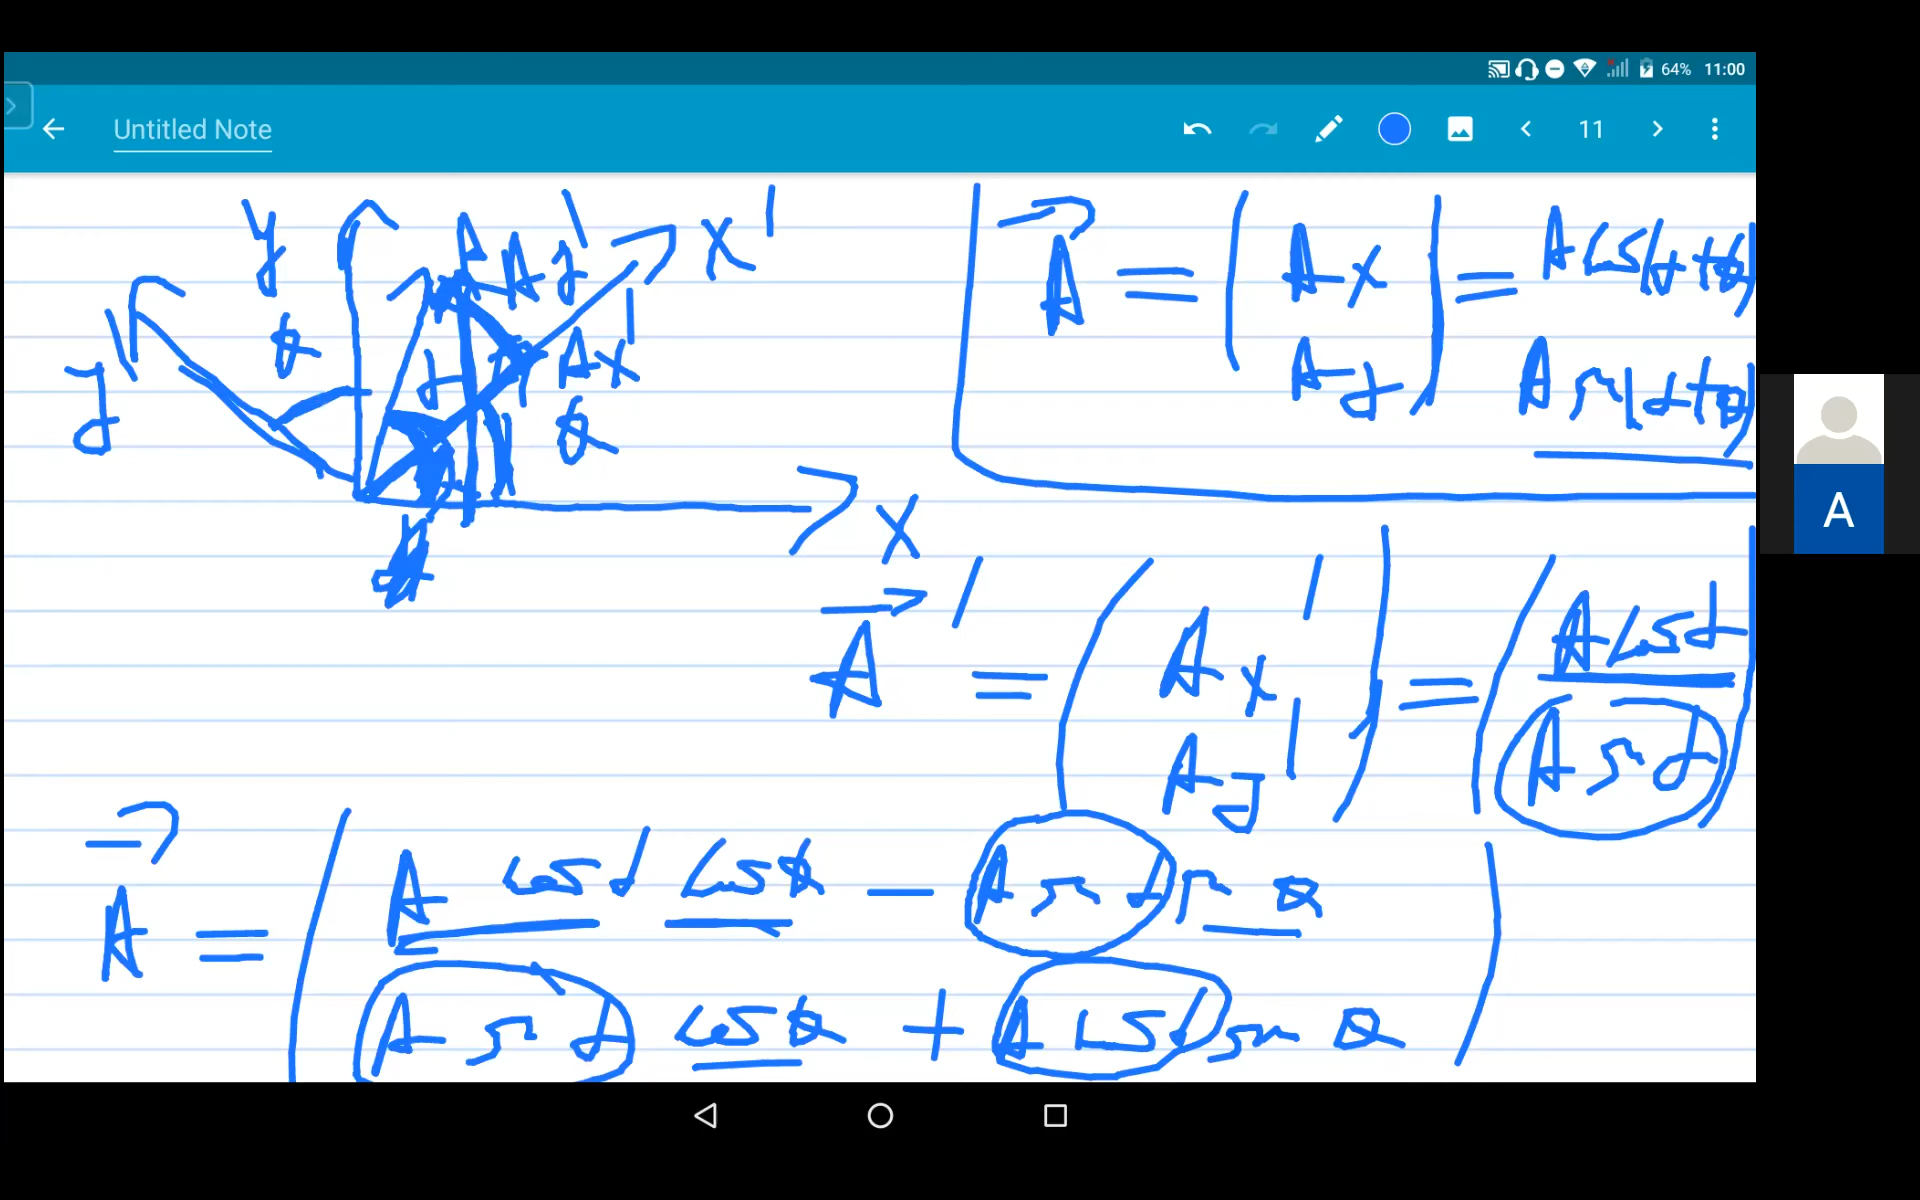 64% 11:00
Untitled Note
11
y
A
Ay'
x'
Ax'
θ
α
θ
y
x
A = (Ax Ay) = A cos(α+θ)
A sin(α+θ)
A' = (Ax' Ay') = (A cos α
A sin α)
A
A = (A cos α cos θ − A sin α sin θ
A sin α cos θ + A cos α sin θ)